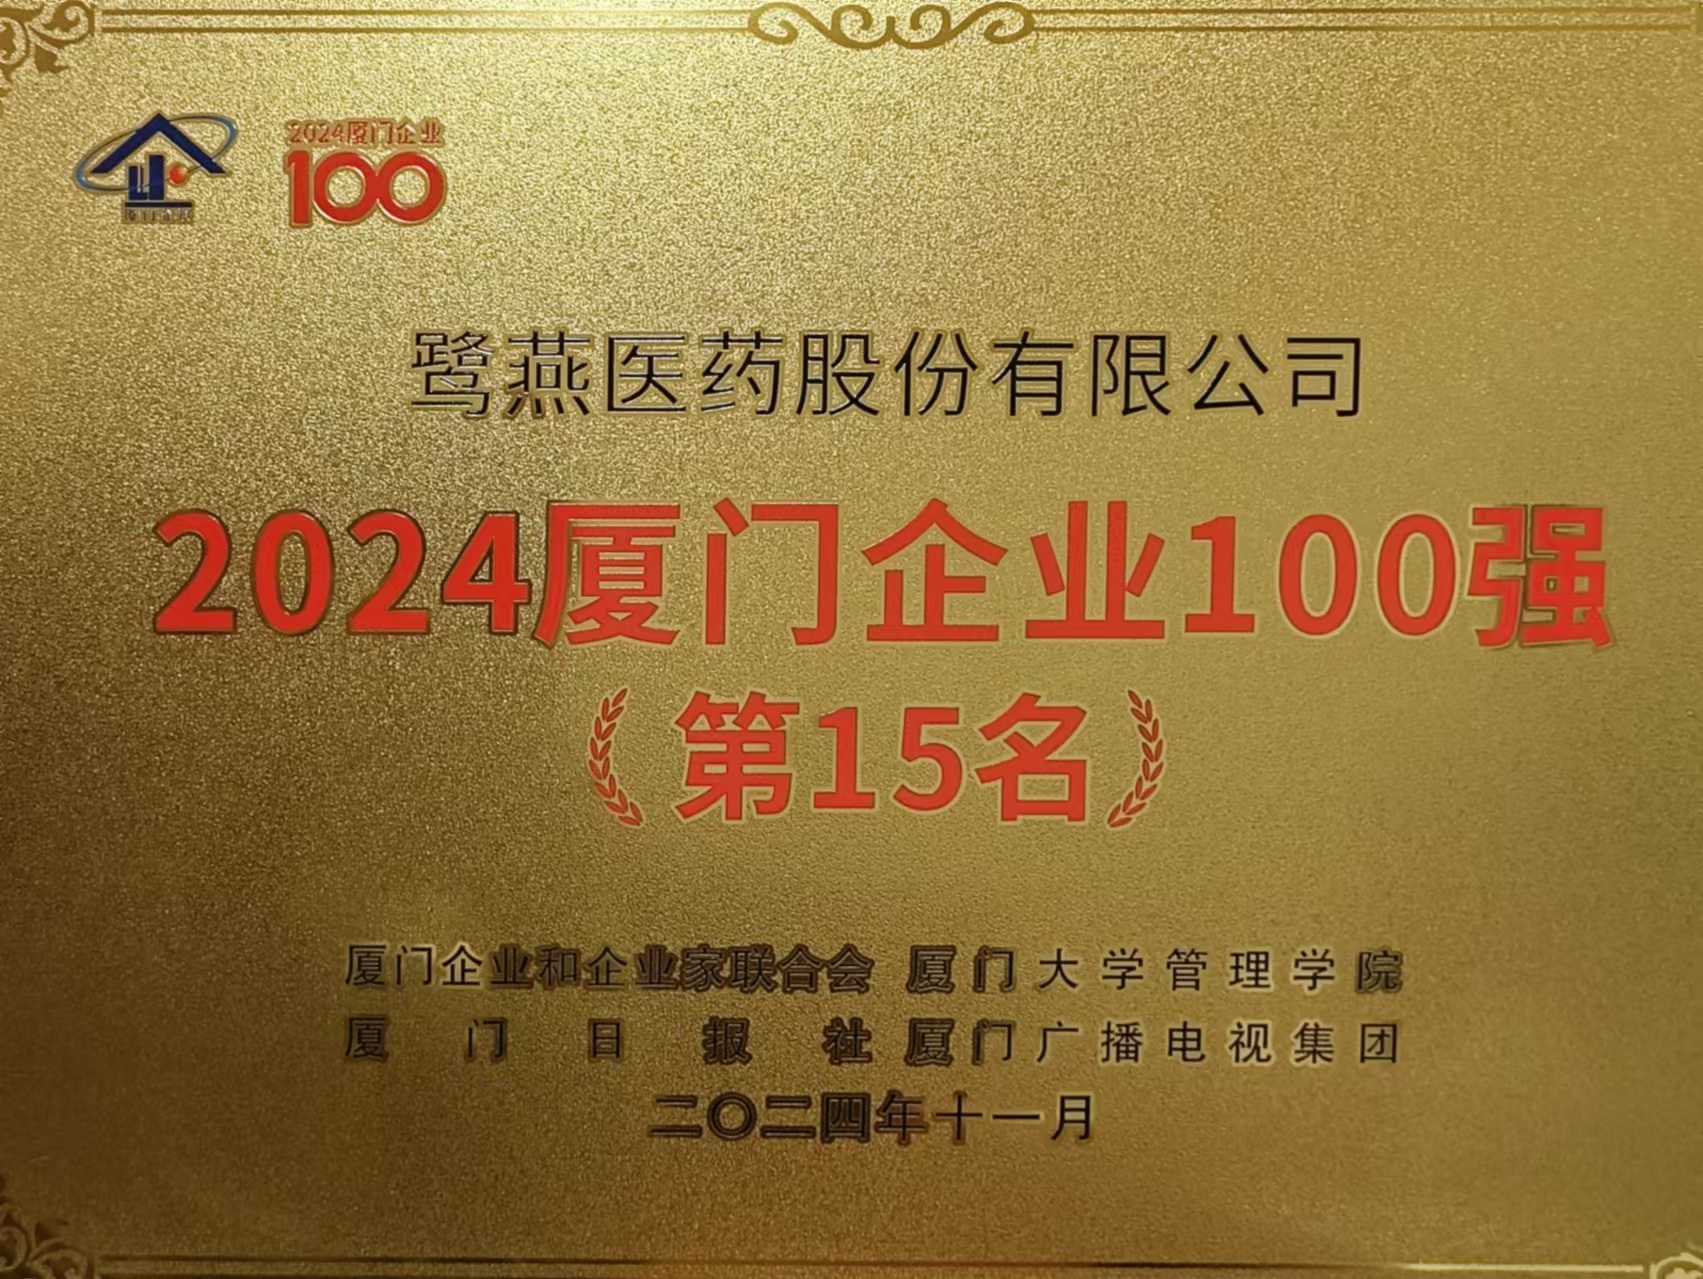 2024厦门企业
100
鹭燕医药股份有限公司
2024厦门企业100强
第15名
厦门企业和企业家联合会 厦门大学管理学院
厦门日报社 厦门广播电视集团
二〇二四年十一月